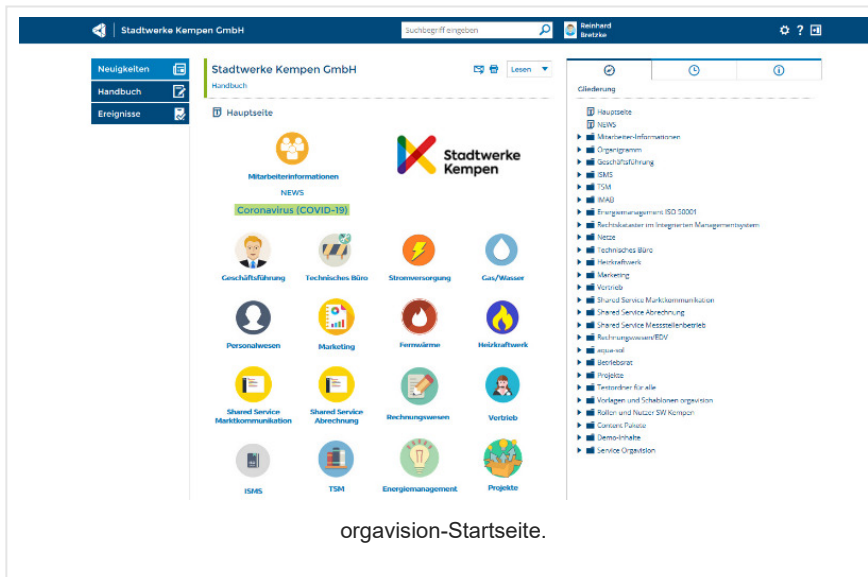 Stadtwerke Kempen GmbH
Suchbegriff eingeben
Reinhard
Bretzke
?
Neuigkeiten
Handbuch
Ereignisse
Stadtwerke Kempen GmbH
Handbuch
Lesen
Hauptseite
Mitarbeiterinformationen
NEWS
Coronavirus (COVID-19)
Stadtwerke
Kempen
Geschäftsführung
Technisches Büro
Stromversorgung
Gas/Wasser
Personalwesen
Marketing
Fernwärme
Heizkraftwerk
Shared Service
Marktkommunikation
Shared Service
Abrechnung
Rechnungswesen
Vertrieb
ISMS
TSM
Energiemanagement
Projekte
Gliederung
Hauptseite
NEWS
Mitarbeiter-Informationen
Organigramm
Geschäftsführung
ISMS
TSM
IMAB
Energiemanagement ISO 50001
Rechtskataster im Integrierten Managementsystem
Netze
Technisches Büro
Heizkraftwerk
Marketing
Vertrieb
Shared Service Marktkommunikation
Shared Service Abrechnung
Shared Service Messstellenbetrieb
Rechnungswesen/EDV
aqua-sol
Betriebsrat
Projekte
Testordner für alle
Vorlagen und Schablonen orgavision
Rollen und Nutzer SW Kempen
Content Pakete
Demo-Inhalte
Service Orgavision
orgavision-Startseite.